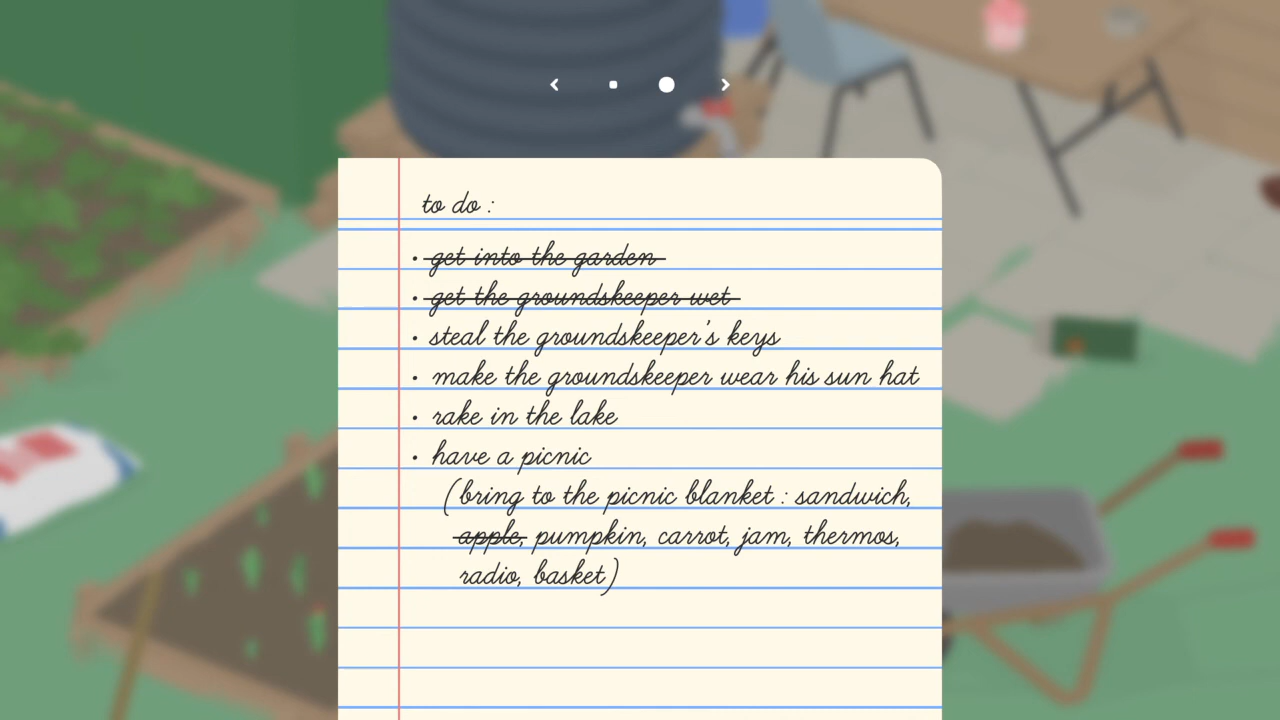 to do :
• get into the garden
• get the groundskeeper wet
• steal the groundskeeper's keys
• make the groundskeeper wear his sun hat
• rake in the lake
• have a picnic
(bring to the picnic blanket : sandwich,
apple, pumpkin, carrot, jam, thermos,
radio, basket)